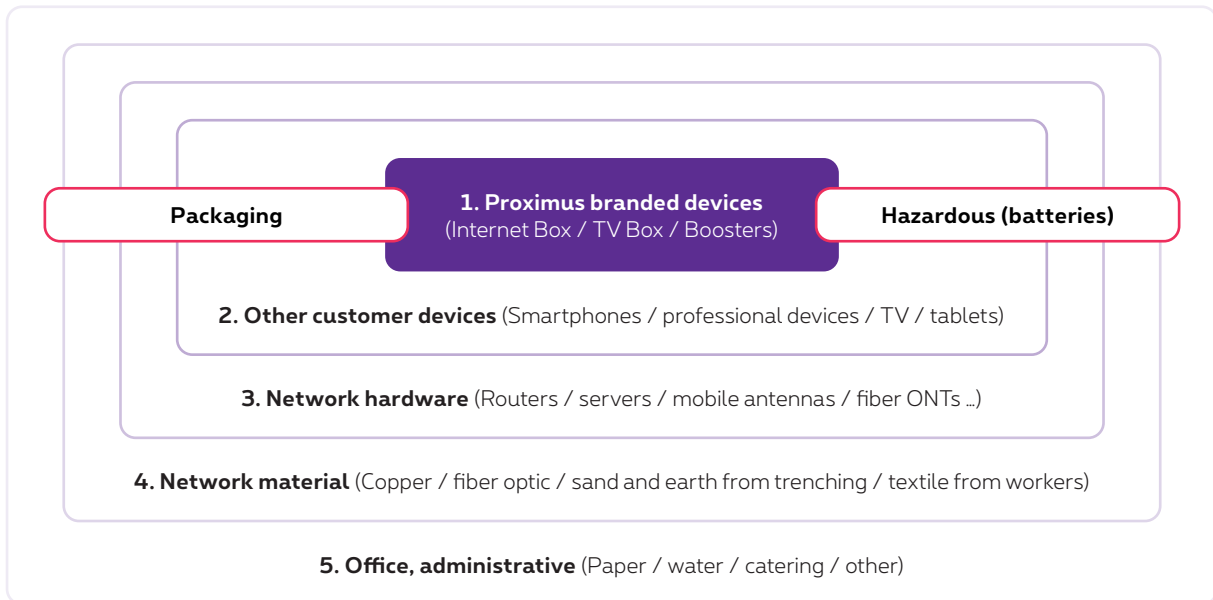 Packaging
1. Proximus branded devices
(Internet Box / TV Box / Boosters)
Hazardous (batteries)
2. Other customer devices (Smartphones / professional devices / TV / tablets)
3. Network hardware (Routers / servers / mobile antennas / fiber ONTs ...)
4. Network material (Copper / fiber optic / sand and earth from trenching / textile from workers)
5. Office, administrative (Paper / water / catering / other)